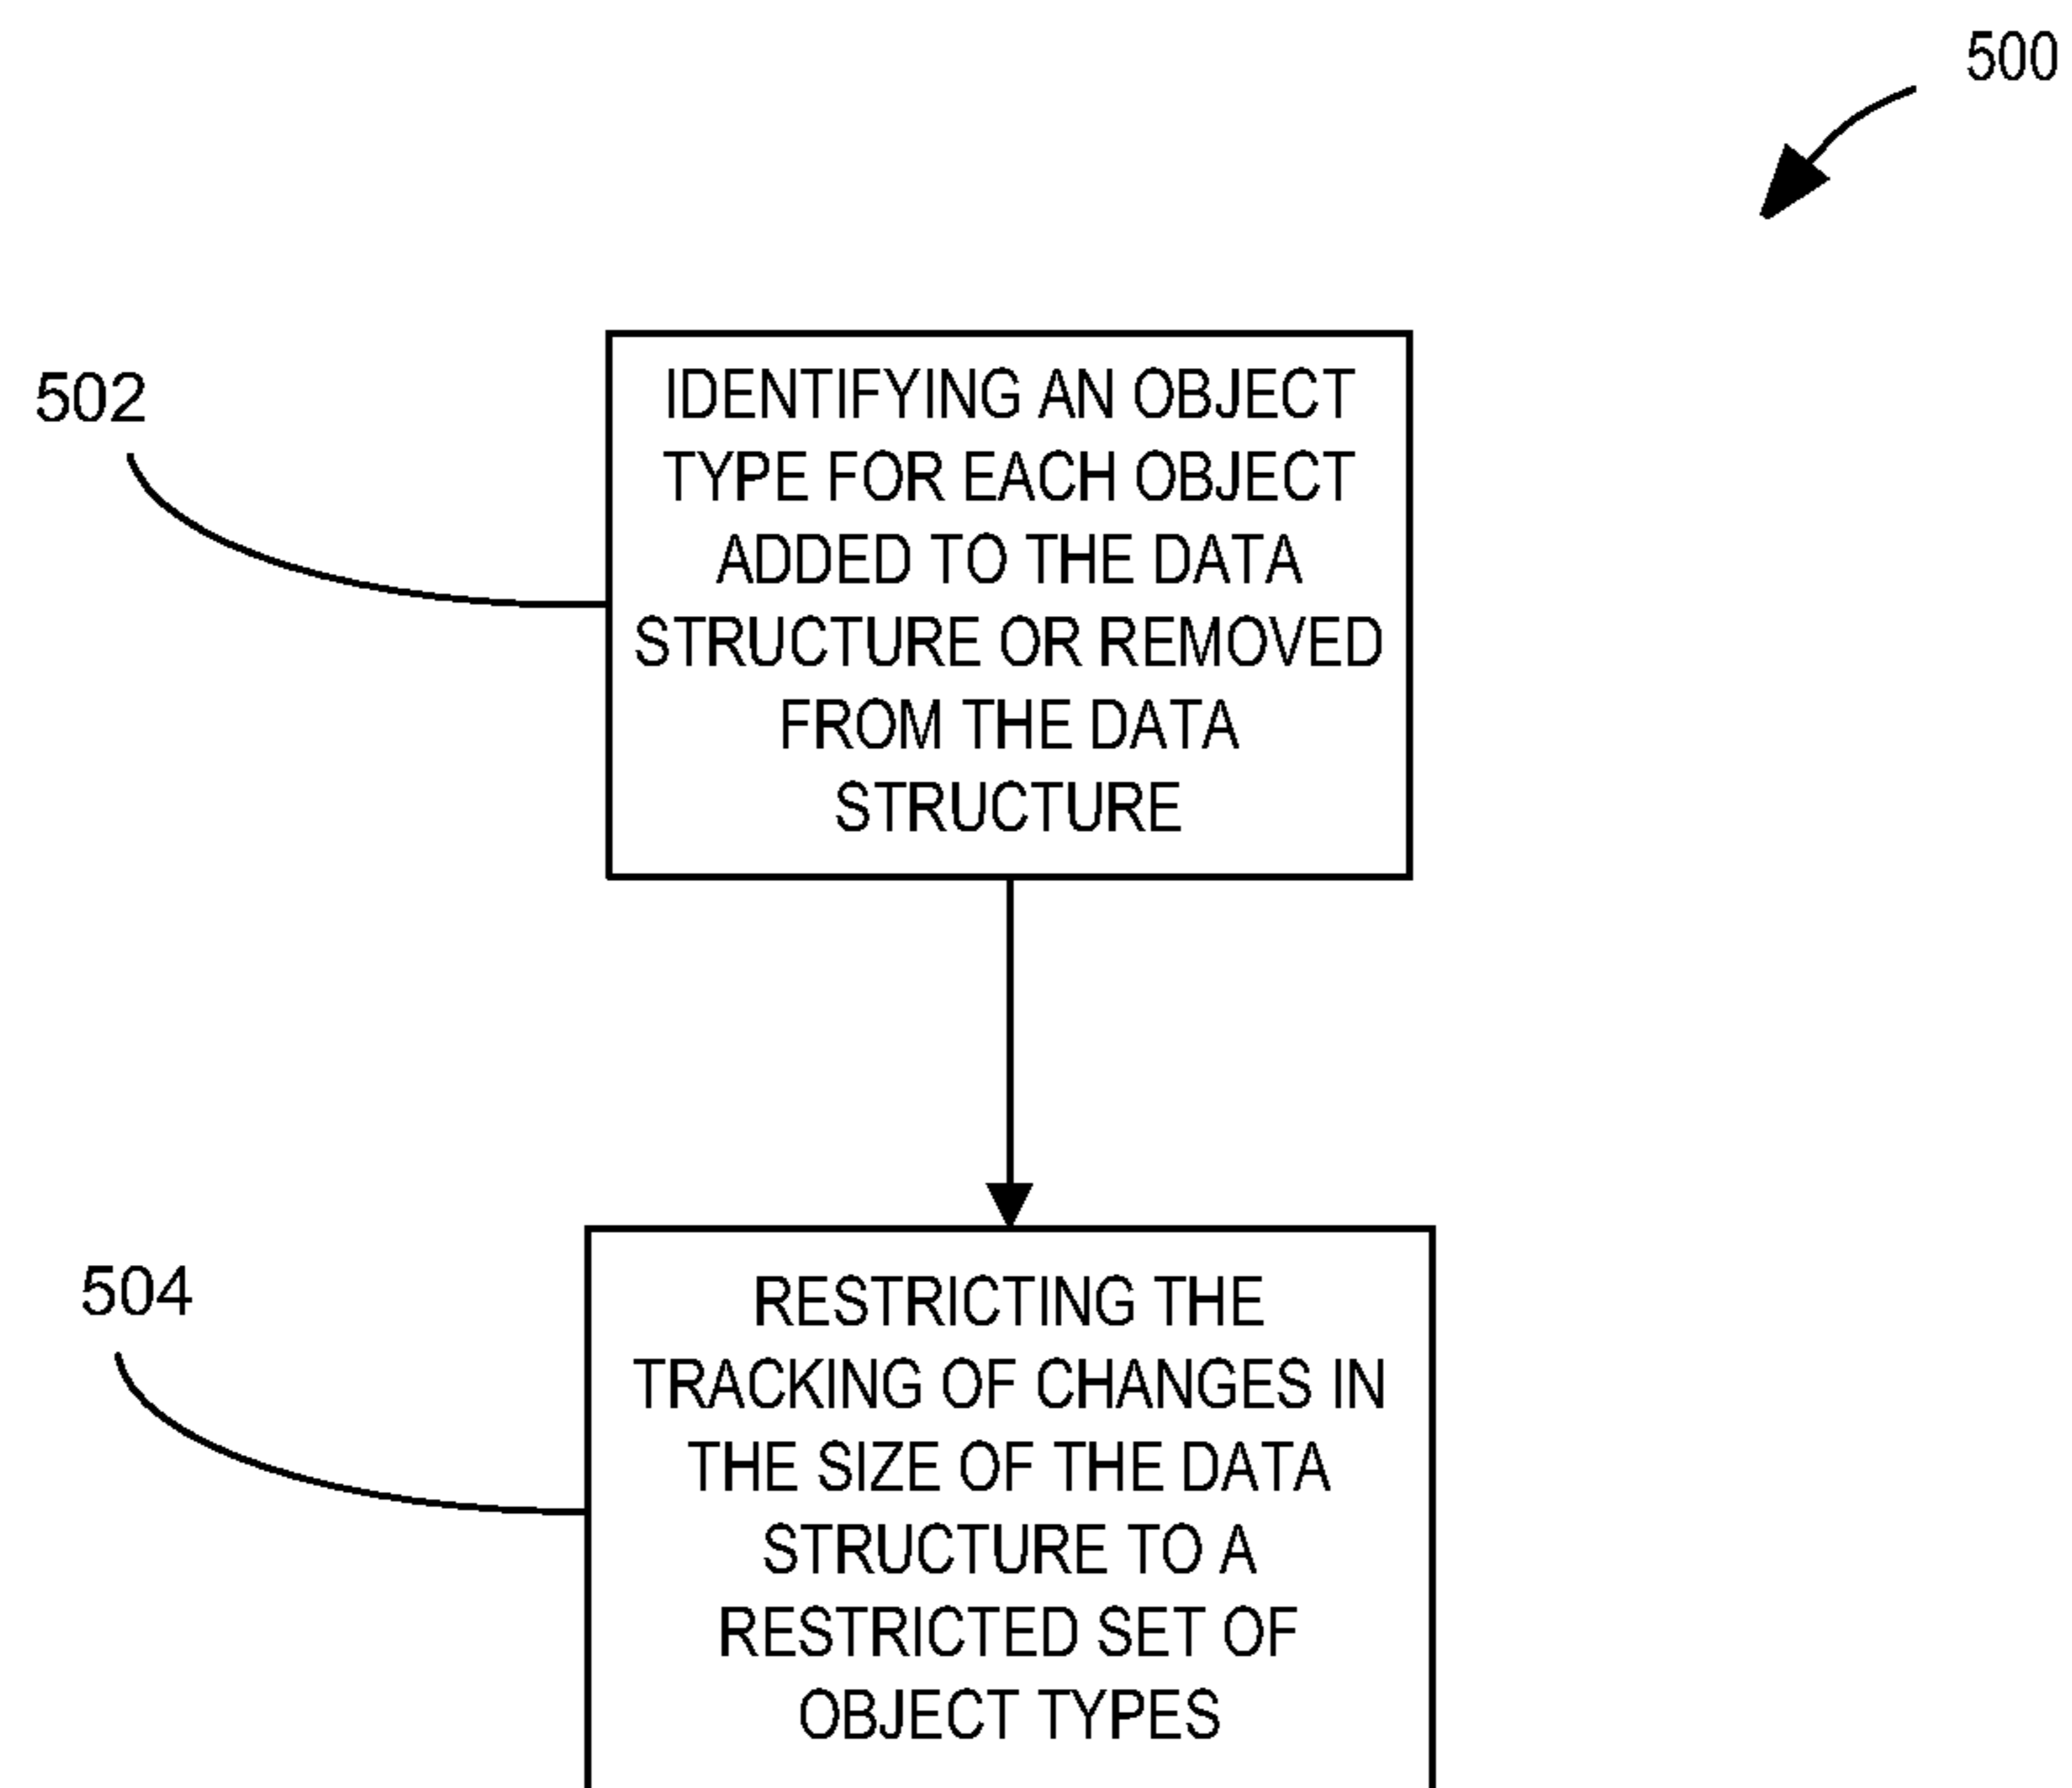 500
502
IDENTIFYING AN OBJECT
TYPE FOR EACH OBJECT
ADDED TO THE DATA
STRUCTURE OR REMOVED
FROM THE DATA
STRUCTURE
504
RESTRICTING THE
TRACKING OF CHANGES IN
THE SIZE OF THE DATA
STRUCTURE TO A
RESTRICTED SET OF
OBJECT TYPES